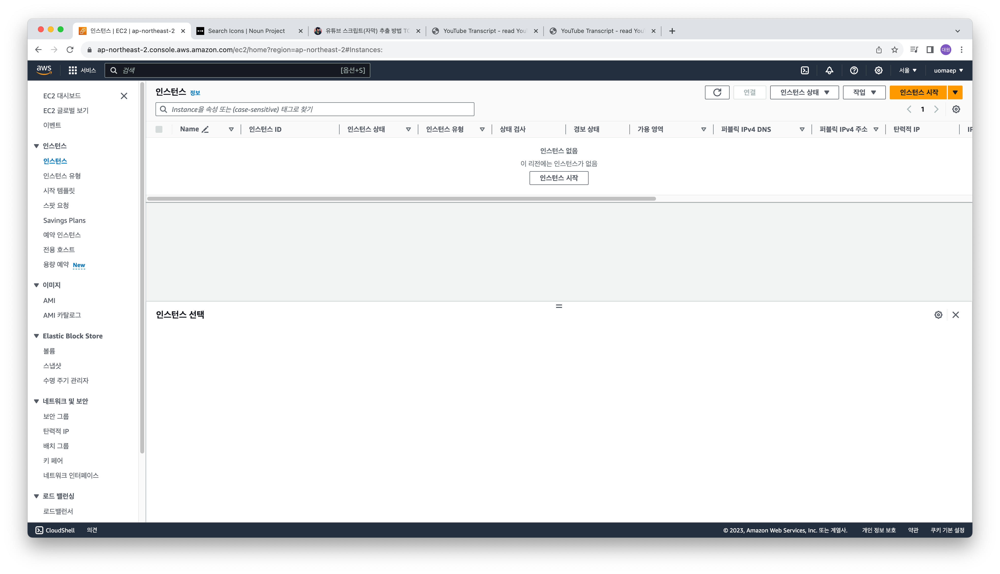 인스턴스 | EC2 | ap-northeast-2
Search Icons | Noun Project
유튜브 스크립트(자막) 추출 방법 TO
YouTube Transcript - read You
YouTube Transcript - read You
ap-northeast-2.console.aws.amazon.com/ec2/home?region=ap-northeast-2#Instances:
대원
aws
서비스
검색
[옵션+S]
서울
uomaep
EC2 대시보드
EC2 글로벌 보기
이벤트
인스턴스
인스턴스
인스턴스 유형
시작 템플릿
스팟 요청
Savings Plans
예약 인스턴스
전용 호스트
용량 예약 New
이미지
AMI
AMI 카탈로그
Elastic Block Store
볼륨
스냅샷
수명 주기 관리자
네트워크 및 보안
보안 그룹
탄력적 IP
배치 그룹
키 페어
네트워크 인터페이스
로드 밸런싱
로드밸런서
인스턴스 정보
연결
인스턴스 상태
작업
인스턴스 시작
Instance을 속성 또는 (case-sensitive) 태그로 찾기
1
Name
인스턴스 ID
인스턴스 상태
인스턴스 유형
상태 검사
경보 상태
가용 영역
퍼블릭 IPv4 DNS
퍼블릭 IPv4 주소
탄력적 IP
IP
인스턴스 없음
이 리전에는 인스턴스가 없음
인스턴스 시작
인스턴스 선택
CloudShell
의견
© 2023, Amazon Web Services, Inc. 또는 계열사.
개인 정보 보호
약관
쿠키 기본 설정